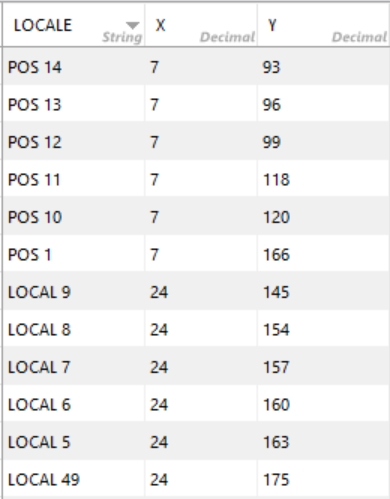 LOCALE String X Decimal Y Decimal
POS 14 7 93
POS 13 7 96
POS 12 7 99
POS 11 7 118
POS 10 7 120
POS 1 7 166
LOCAL 9 24 145
LOCAL 8 24 154
LOCAL 7 24 157
LOCAL 6 24 160
LOCAL 5 24 163
LOCAL 49 24 175